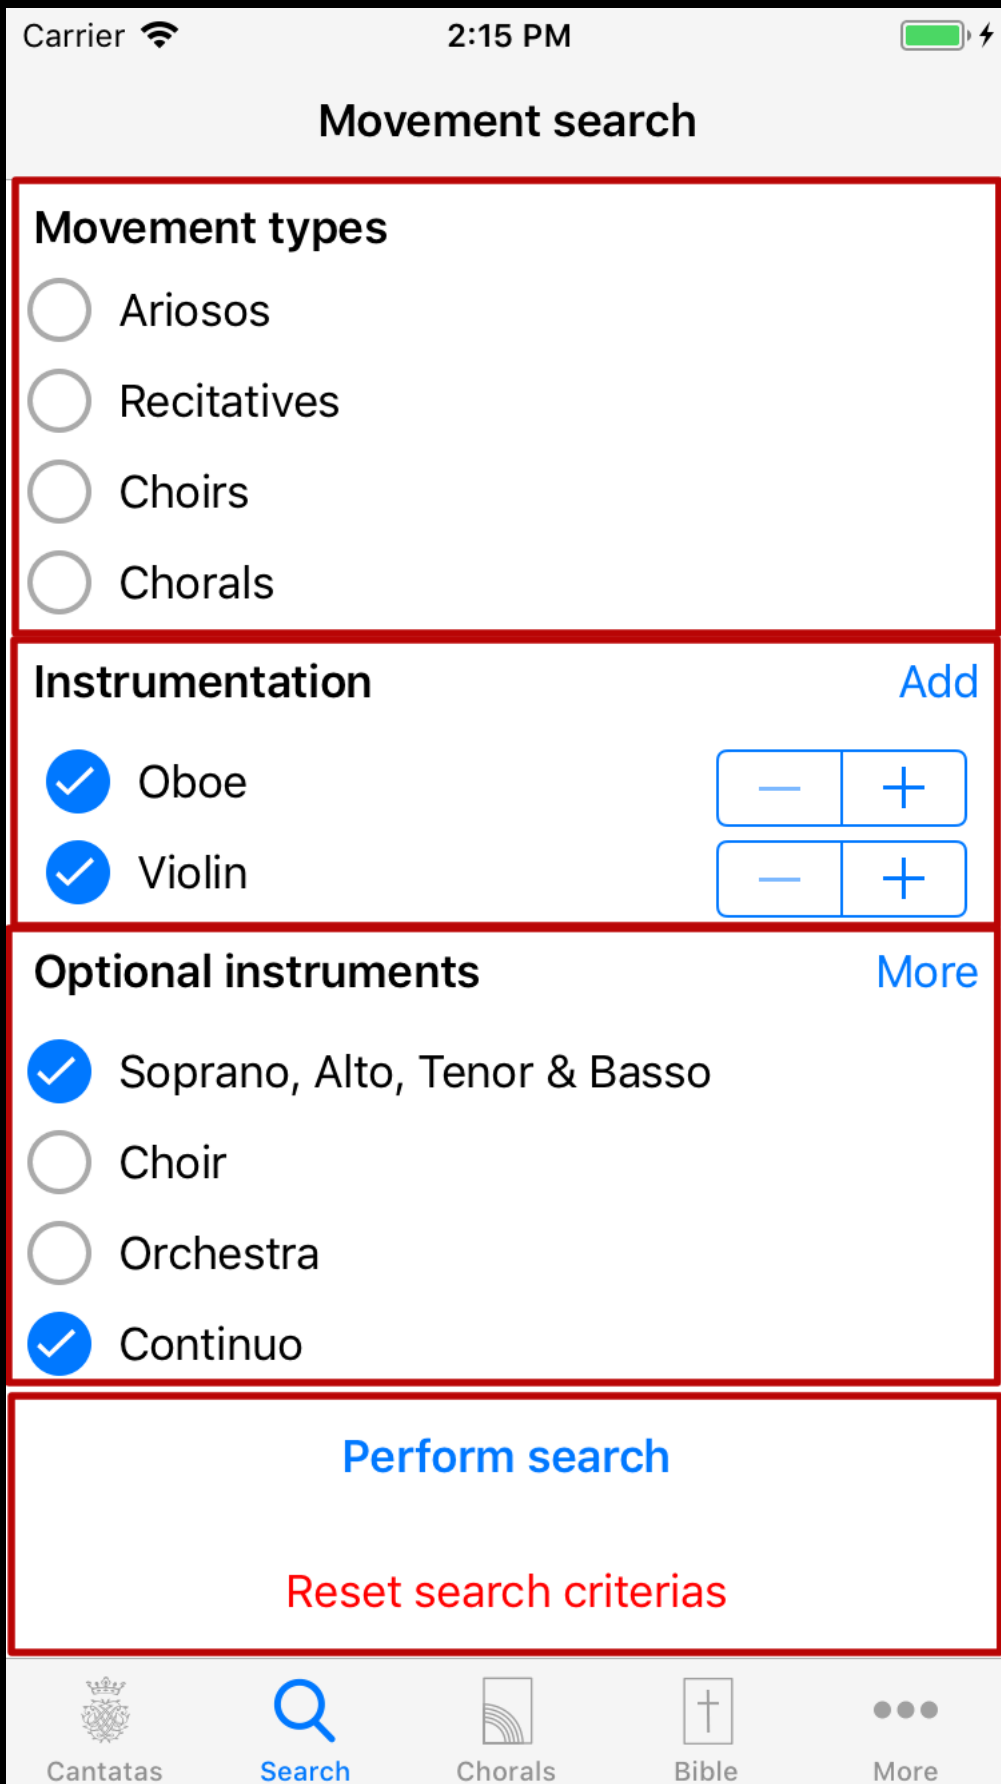 Carrier 2:15 PM
Movement search
Movement types
Ariosos
Recitatives
Choirs
Chorals
Instrumentation Add
Oboe
Violin
Optional instruments More
Soprano, Alto, Tenor & Basso
Choir
Orchestra
Continuo
Perform search
Reset search criterias
Cantatas Search Chorals Bible More